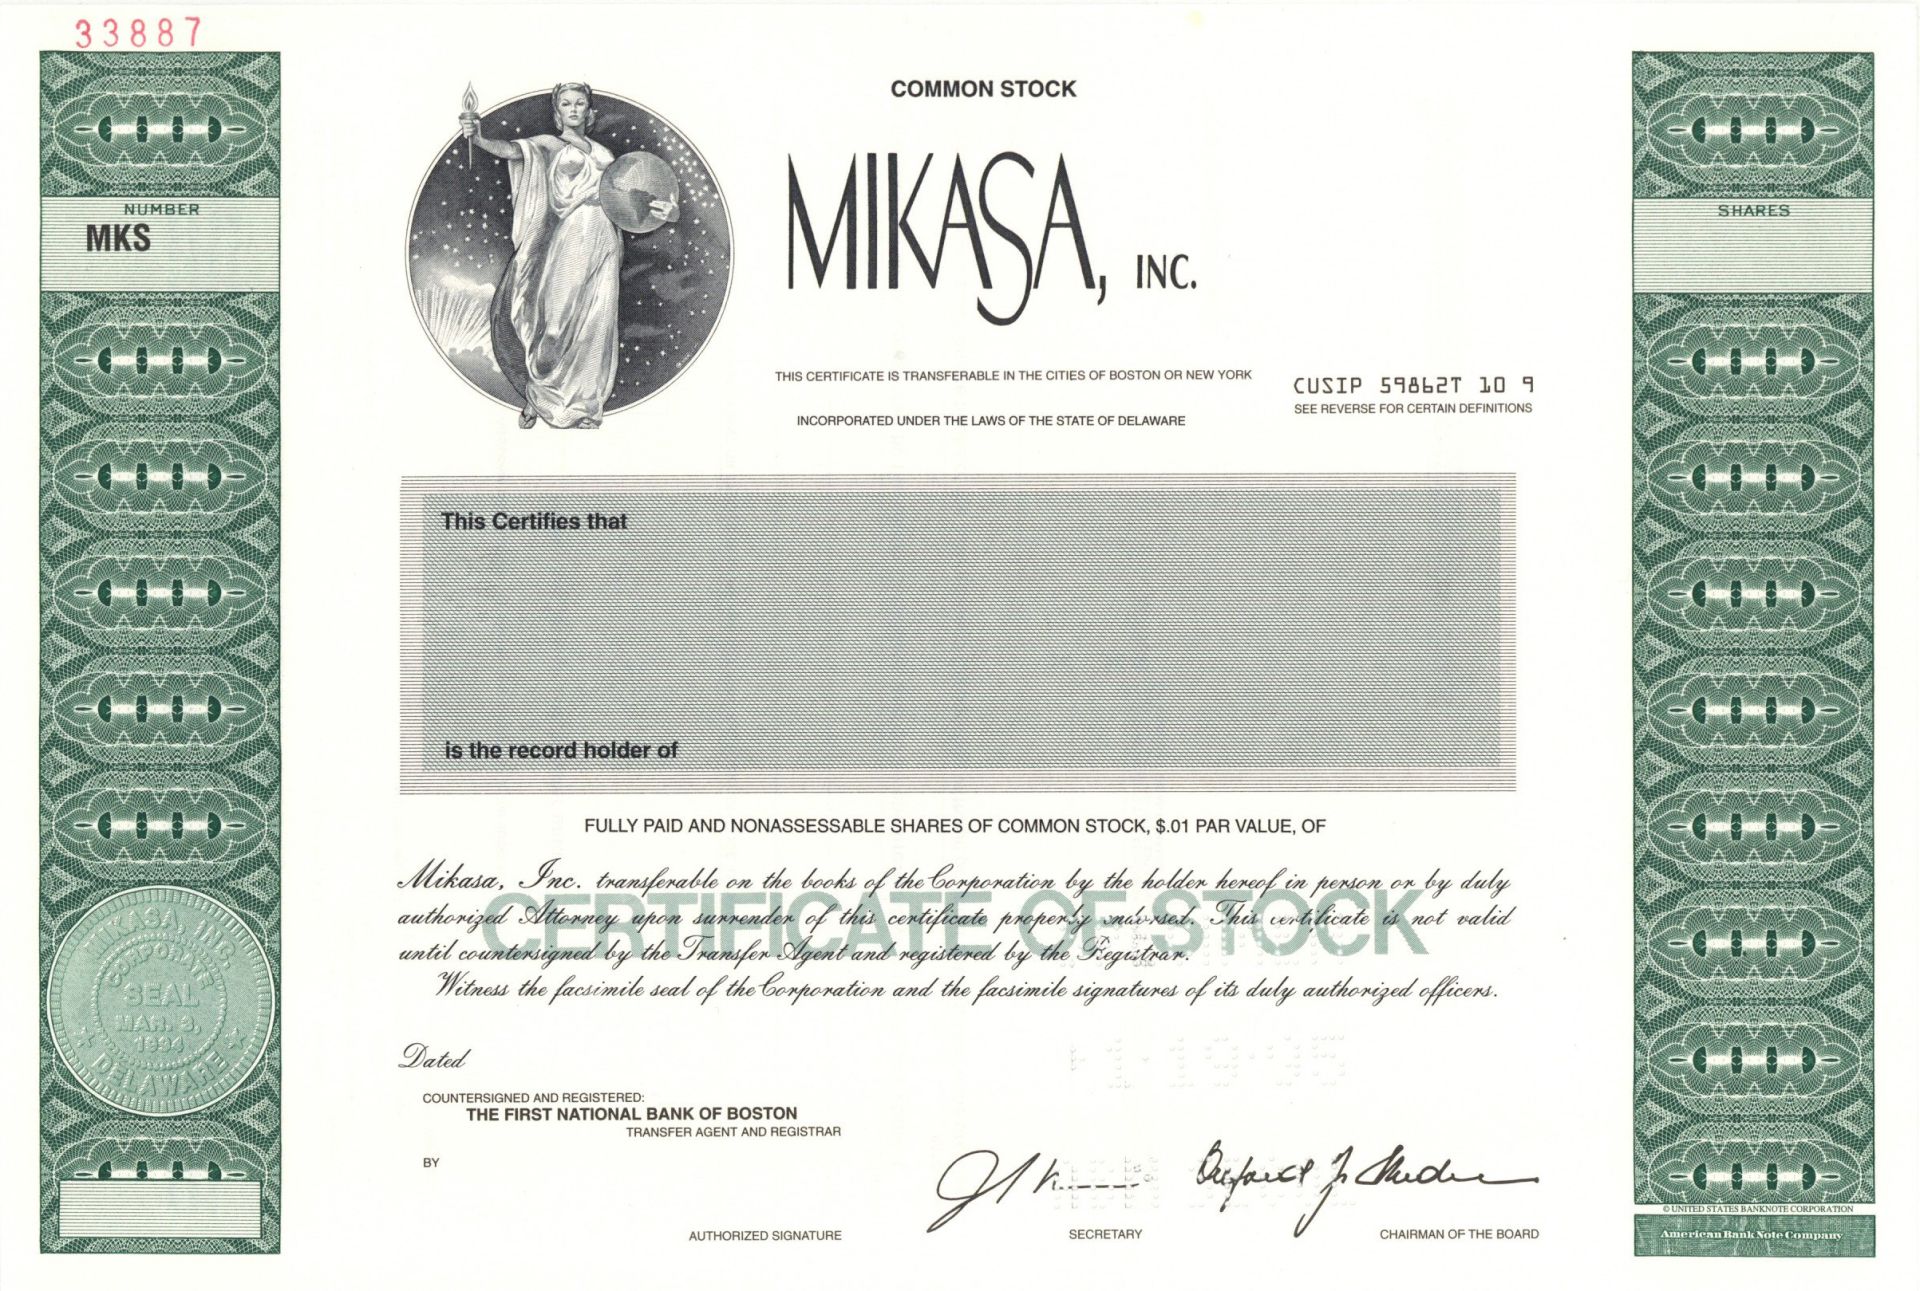 33887
COMMON STOCK
MIKASA, INC.
NUMBER
MKS
SHARES
THIS CERTIFICATE IS TRANSFERABLE IN THE CITIES OF BOSTON OR NEW YORK
CUSIP 59862T 10 9
SEE REVERSE FOR CERTAIN DEFINITIONS
INCORPORATED UNDER THE LAWS OF THE STATE OF DELAWARE
This Certifies that
is the record holder of
FULLY PAID AND NONASSESSABLE SHARES OF COMMON STOCK, $.01 PAR VALUE, OF
Mikasa, Inc. transferable on the books of the Corporation by the holder hereof in person or by duly
authorized Attorney upon surrender of this certificate properly endorsed. This certificate is not valid
until countersigned by the Transfer Agent and registered by the Registrar.
CERTIFICATE OF STOCK
Witness the facsimile seal of the Corporation and the facsimile signatures of its duly authorized officers.
MIKASA, INC.
CORPORATE
SEAL
MAR. 3,
1994
DELAWARE
Dated
COUNTERSIGNED AND REGISTERED:
THE FIRST NATIONAL BANK OF BOSTON
TRANSFER AGENT AND REGISTRAR
BY
AUTHORIZED SIGNATURE
SECRETARY
CHAIRMAN OF THE BOARD
© UNITED STATES BANKNOTE CORPORATION
American Bank Note Company